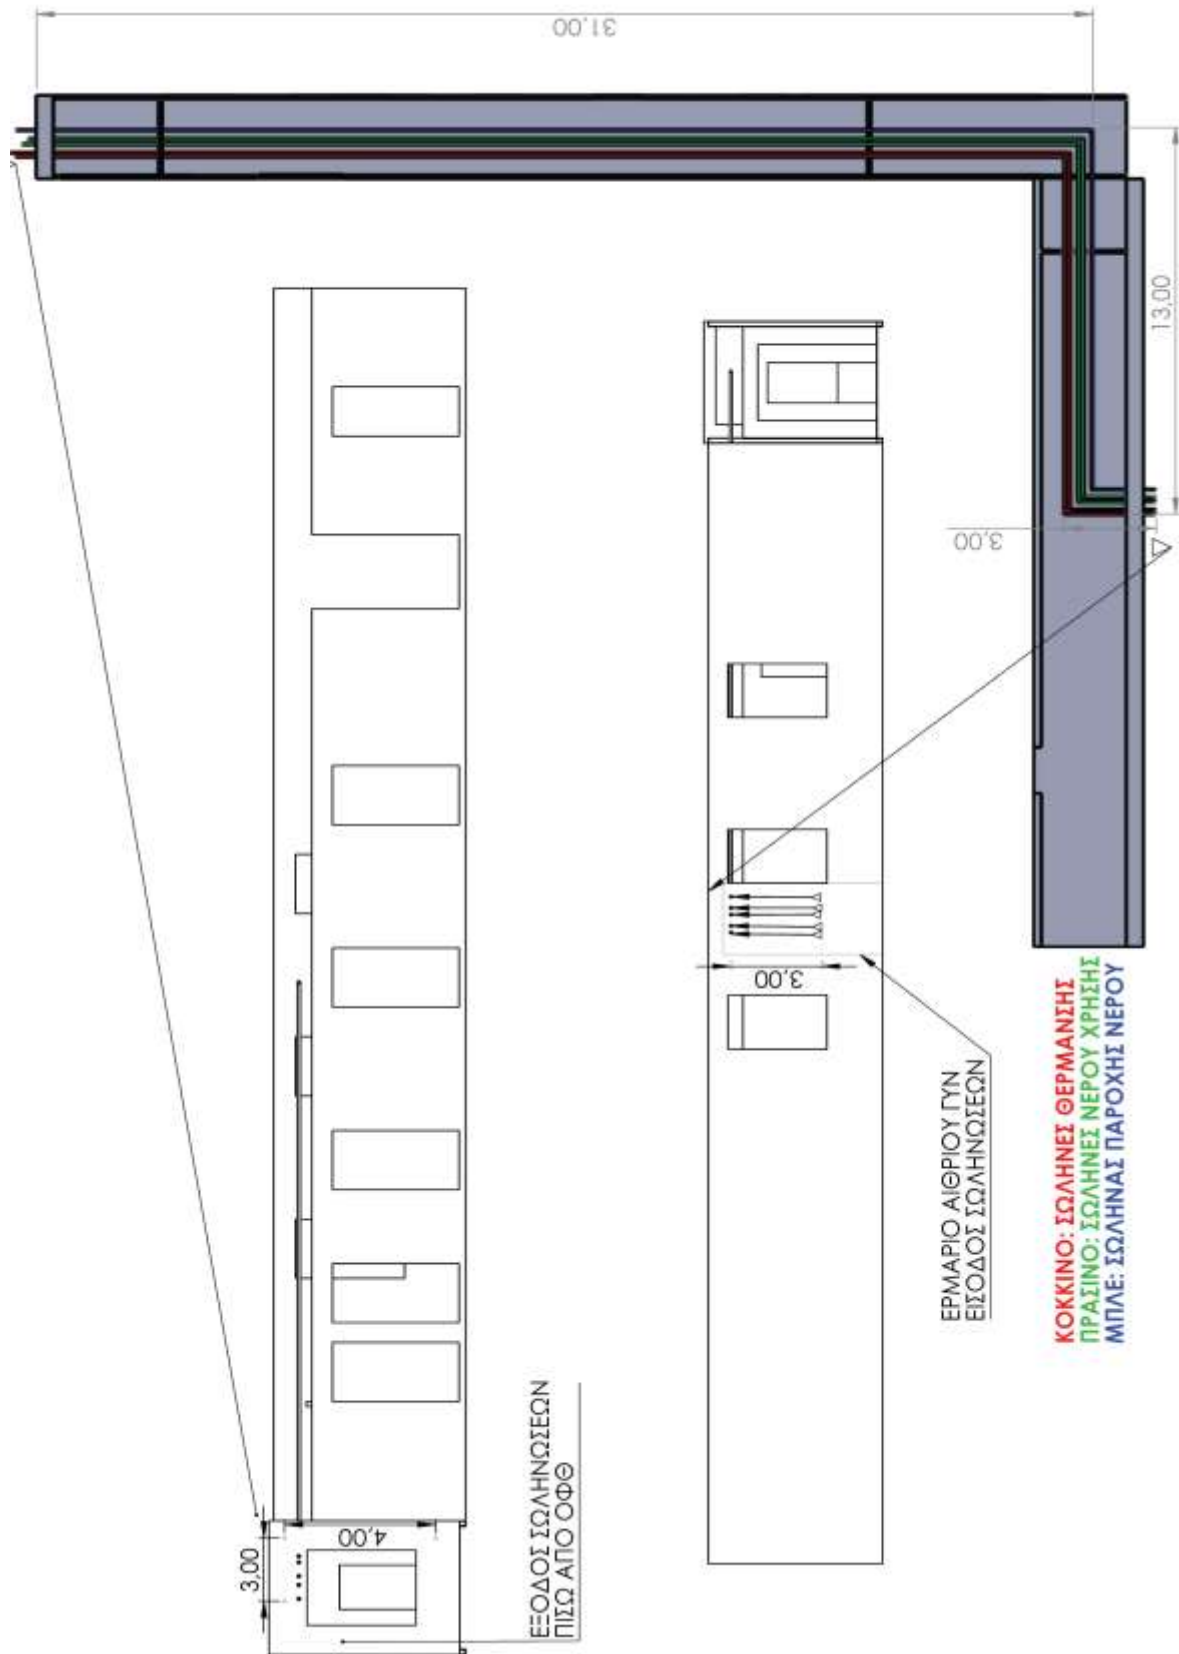 31,00
13,00
3,00
3,00
4,00
3,00
ΕΞΟΔΟΣ ΣΩΛΗΝΩΣΕΩΝ
ΠΙΣΩ ΑΠΟ ΟΦΘ
ΕΡΜΑΡΙΟ ΑΙΘΡΙΟΥ ΓΥΝ
ΕΙΣΟΔΟΣ ΣΩΛΗΝΩΣΕΩΝ
ΚΟΚΚΙΝΟ: ΣΩΛΗΝΕΣ ΘΕΡΜΑΝΣΗΣ
ΠΡΑΣΙΝΟ: ΣΩΛΗΝΕΣ ΝΕΡΟΥ ΧΡΗΣΗΣ
ΜΠΛΕ: ΣΩΛΗΝΑΣ ΠΑΡΟΧΗΣ ΝΕΡΟΥ